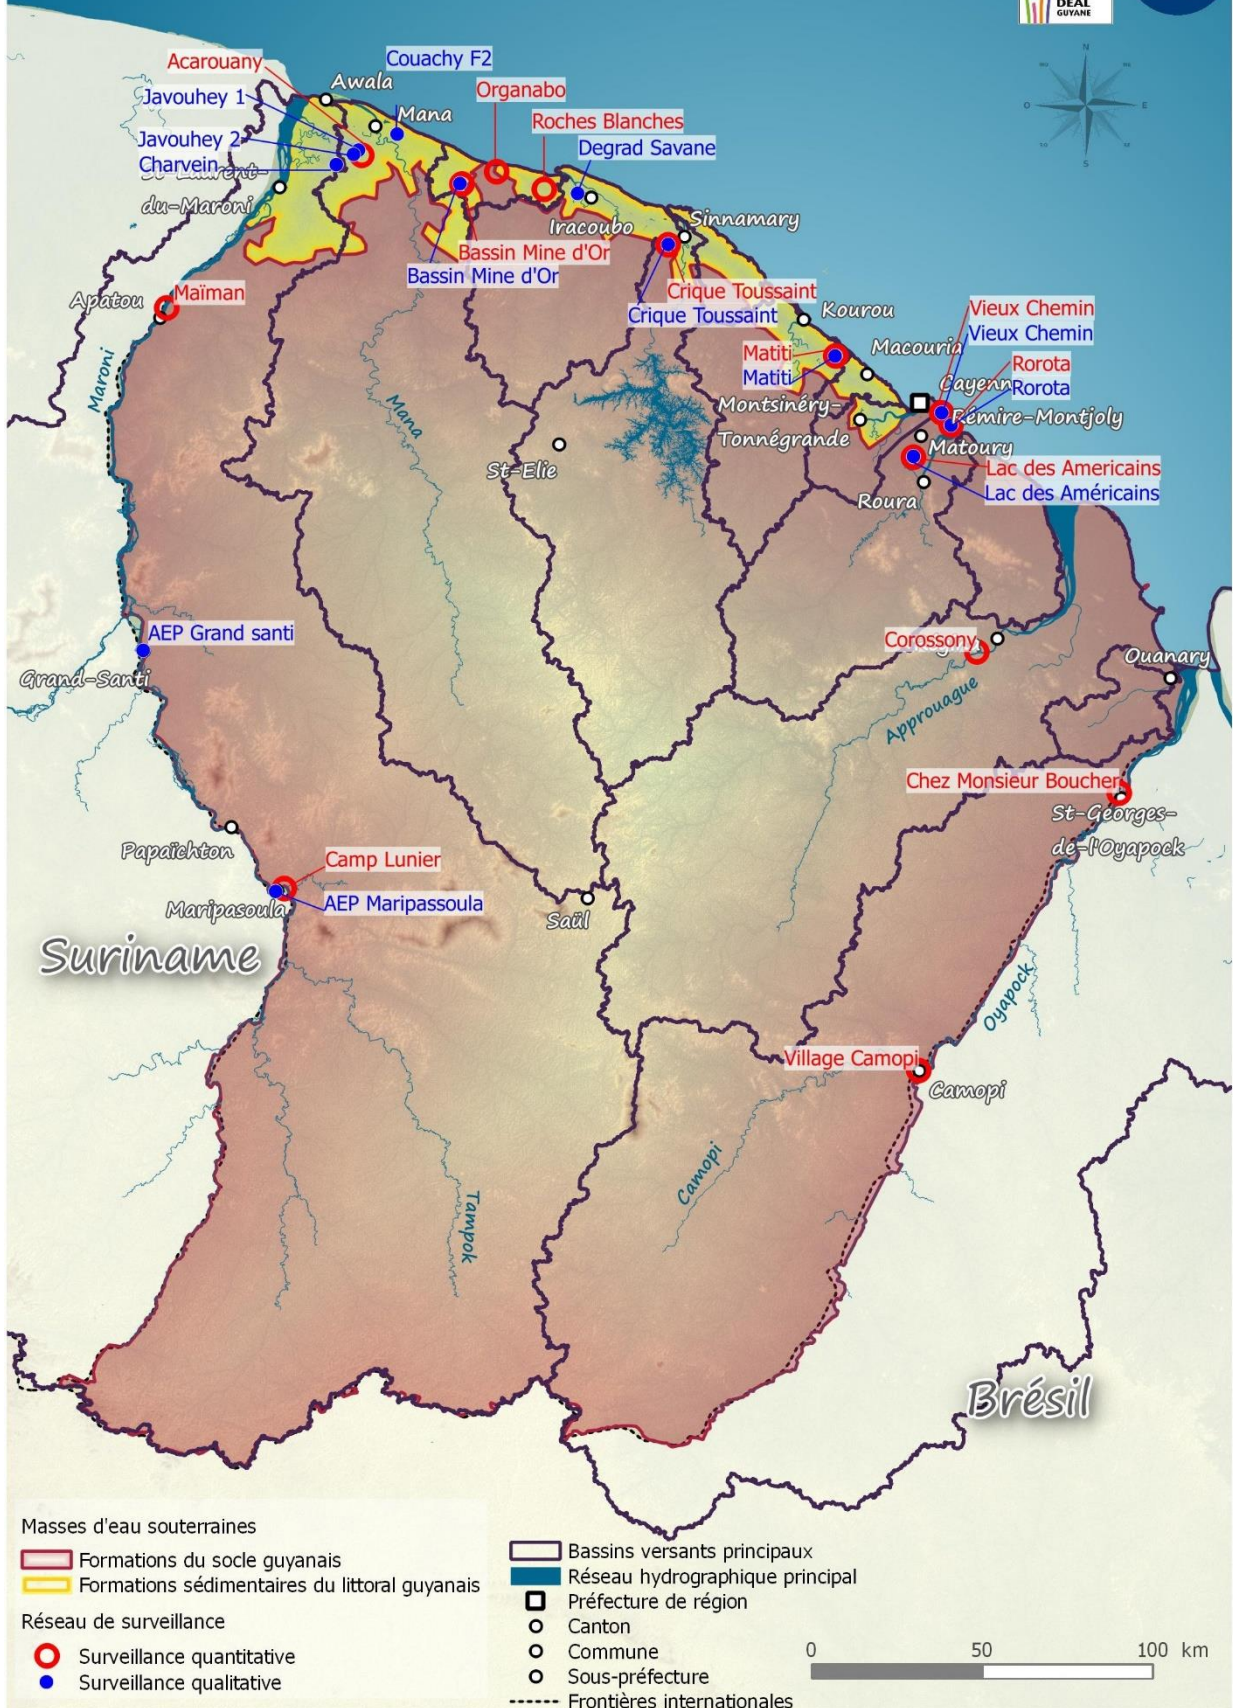 DEAL
GUYANE
N
O
E
S
Acarouany
Couachy F2
Awala
Javouhey 1
Organabo
Mana
Roches Blanches
Javouhey 2
Degrad Savane
Charvein
St-Laurent-
du-Maroni
Iracoubo
Sinnamary
Bassin Mine d'Or
Bassin Mine d'Or
Crique Toussaint
Crique Toussaint
Apatou
Maïman
Kourou
Vieux Chemin
Vieux Chemin
Matiti
Matiti
Macouria
Maroni
Mana
Rorota
Rorota
Cayenn
Montsinéry-
Tonnégrande
Rémire-Montjoly
Matoury
St-Elie
Lac des Americains
Lac des Américains
Roura
AEP Grand santi
Grand-Santi
Corossony
Ouanary
Approuague
Chez Monsieur Boucher
St-Georges-
de-l'Oyapock
Papaïchton
Camp Lunier
AEP Maripassoula
Maripasoula
Saül
Suriname
Oyapock
Village Camopi
Camopi
Camopi
Tampok
Brésil
Masses d'eau souterraines
Formations du socle guyanais
Formations sédimentaires du littoral guyanais
Réseau de surveillance
Surveillance quantitative
Surveillance qualitative
Bassins versants principaux
Réseau hydrographique principal
Préfecture de région
Canton
Commune
Sous-préfecture
Frontières internationales
0 50 100 km